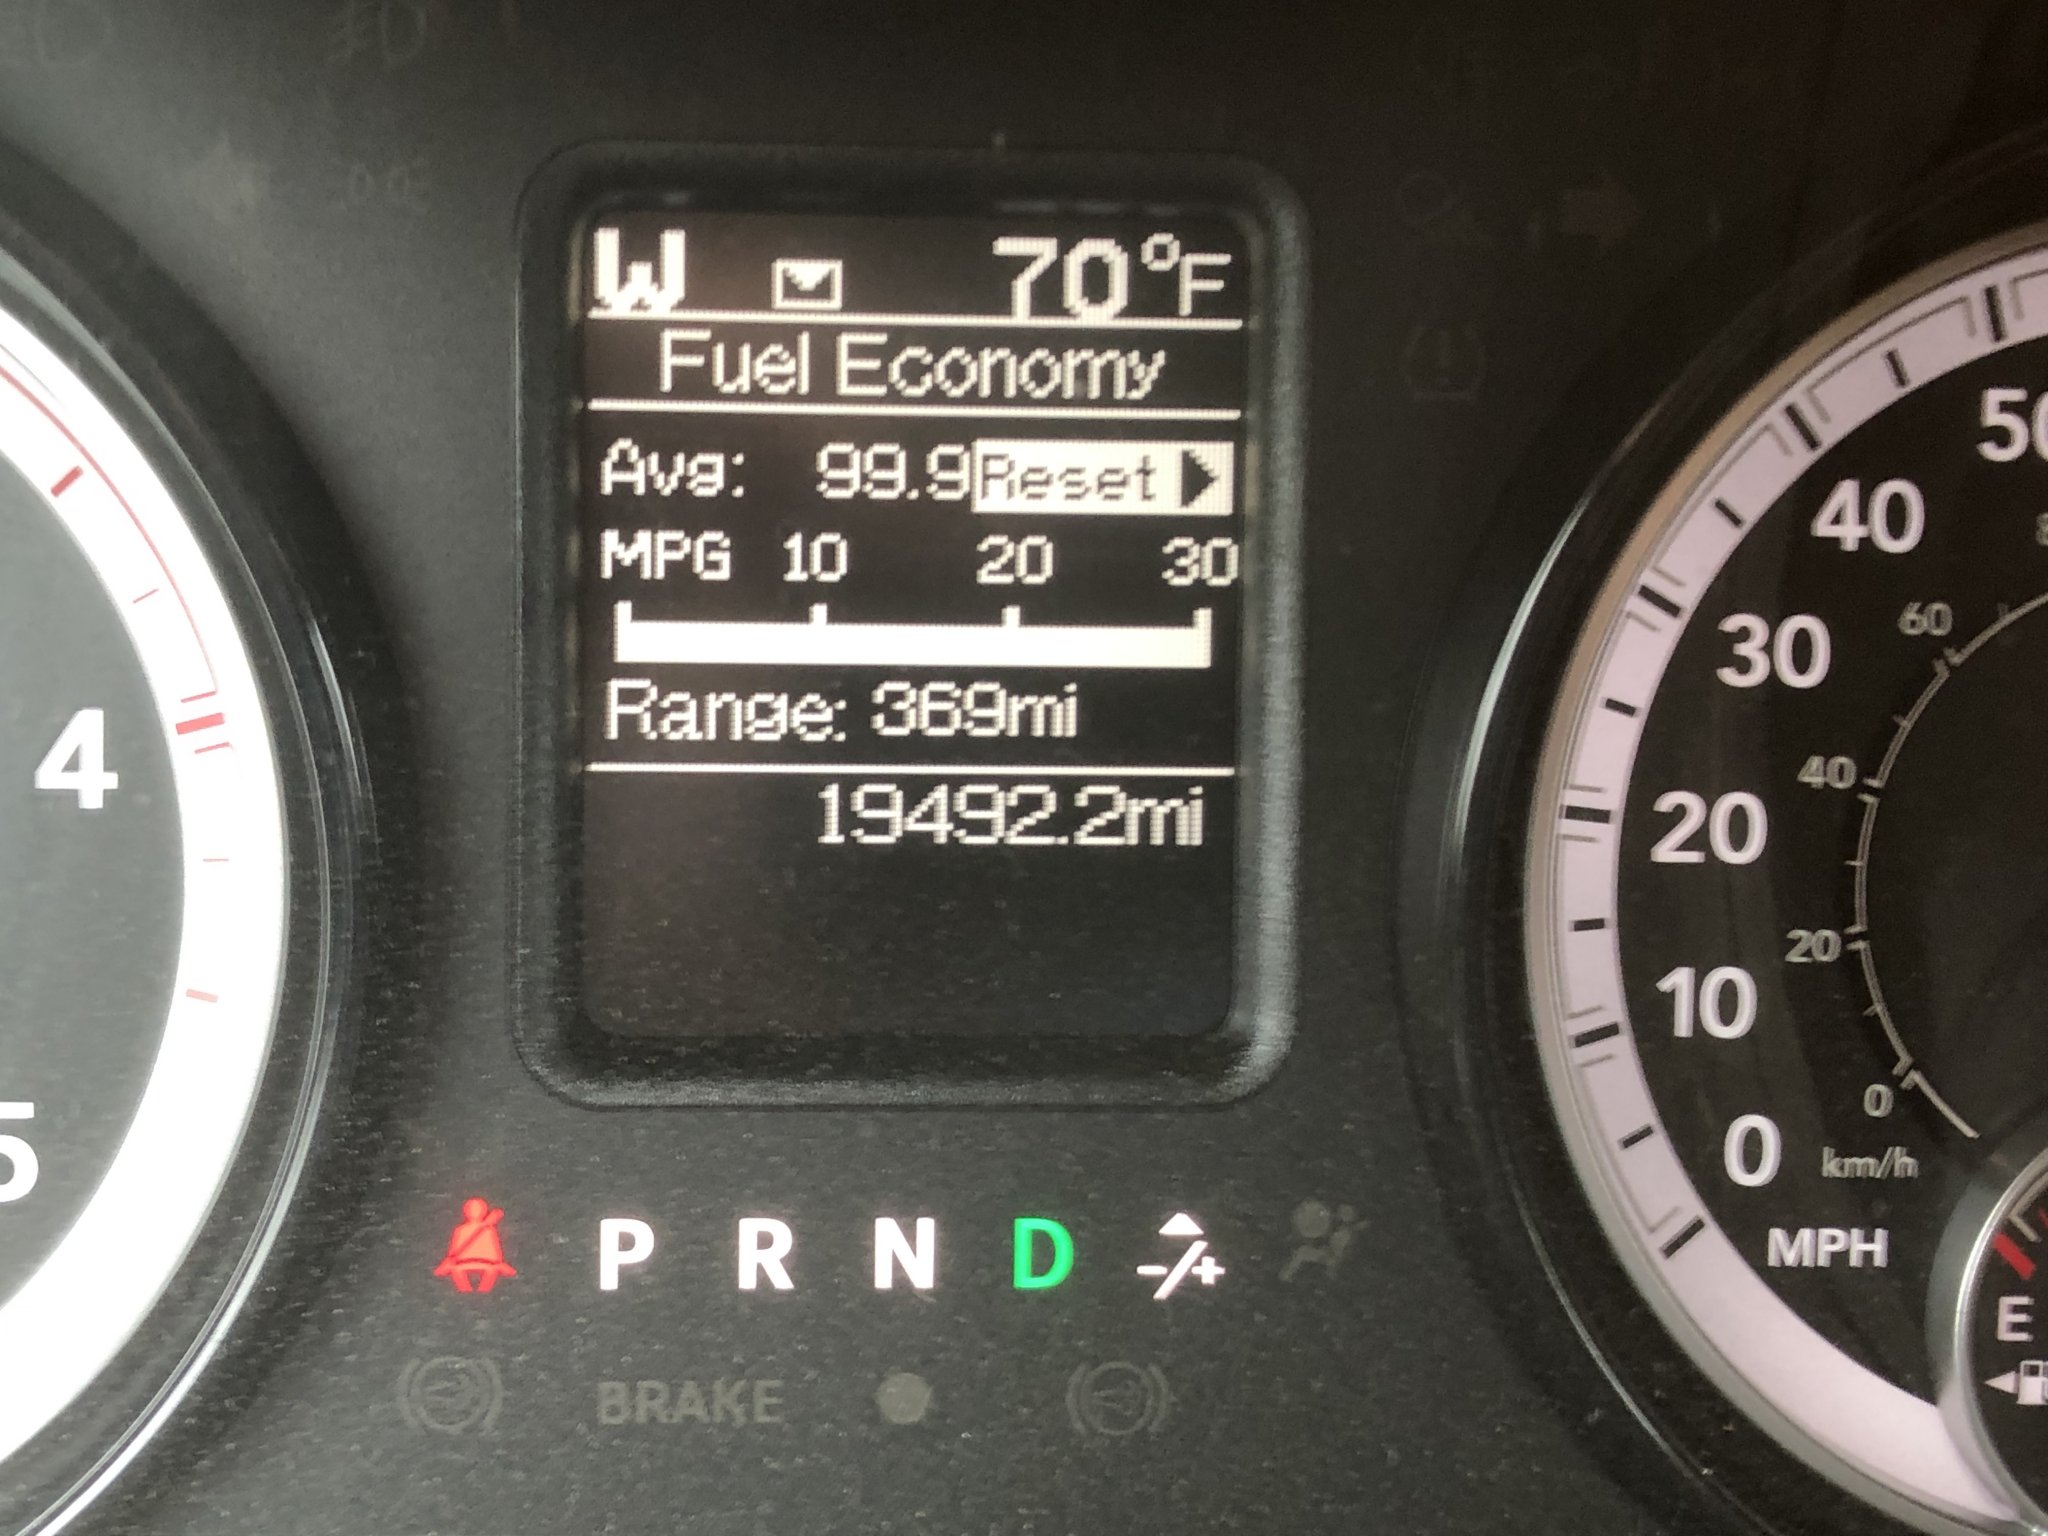 W 70°F
Fuel Economy
Avg: 99.9 Reset
MPG 10 20 30
Range: 369mi
19492.2mi
4
5
50
40
30
20
10
0
MPH
60
40
20
0
km/h
E
P R N D -/+
BRAKE